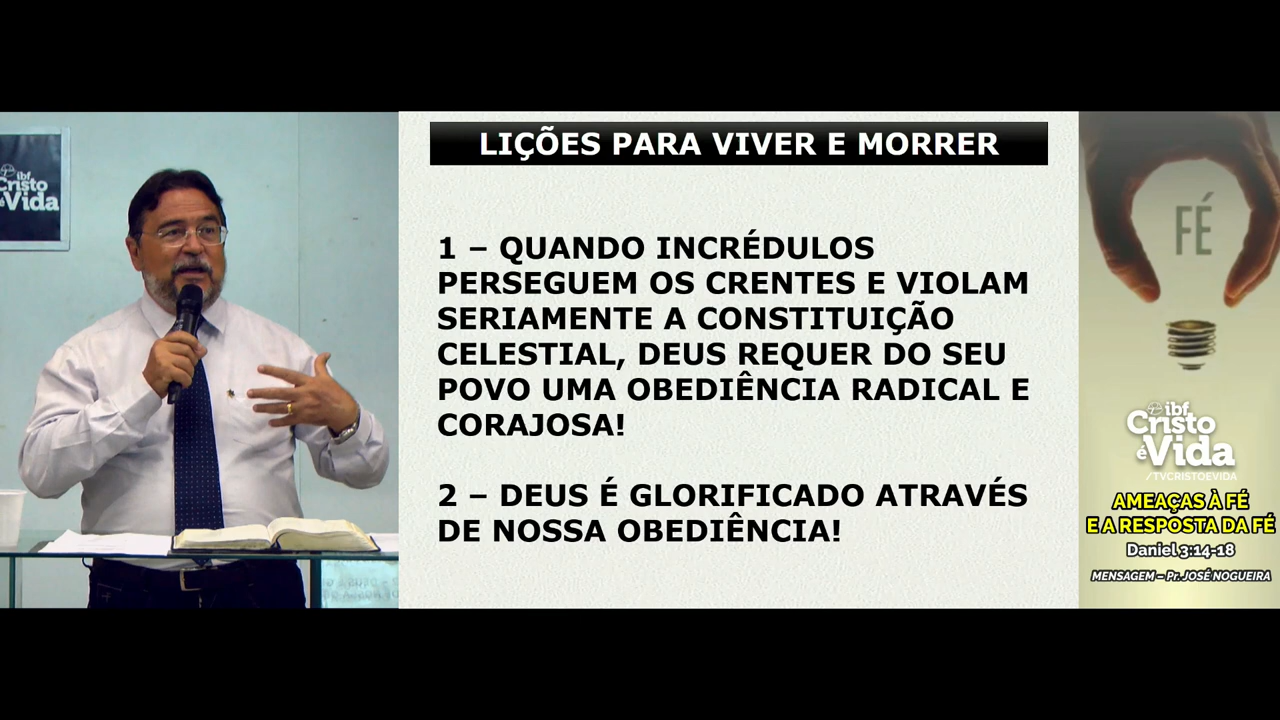 ibf
Cristo
é Vida
LIÇÕES PARA VIVER E MORRER
1 – QUANDO INCRÉDULOS
PERSEGUEM OS CRENTES E VIOLAM
SERIAMENTE A CONSTITUIÇÃO
CELESTIAL, DEUS REQUER DO SEU
POVO UMA OBEDIÊNCIA RADICAL E
CORAJOSA!
2 – DEUS É GLORIFICADO ATRAVÉS
DE NOSSA OBEDIÊNCIA!
FÉ
ibf
Cristo
é Vida
/TVCRISTOEVIDA
AMEAÇAS À FÉ
E A RESPOSTA DA FÉ
Daniel 3:14-18
MENSAGEM – Pr. JOSÉ NOGUEIRA